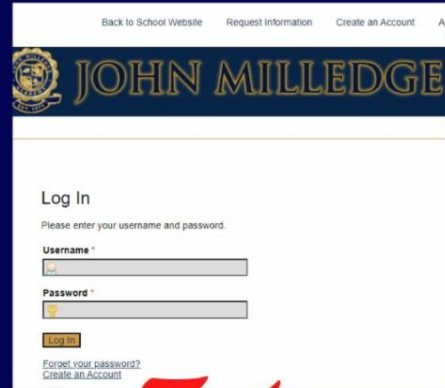 Back to School Website Request Information Create an Account
JOHN MILLEDGE
Log In
Please enter your username and password.
Username *
Password *
Log In
Forget your password?
Create an Account